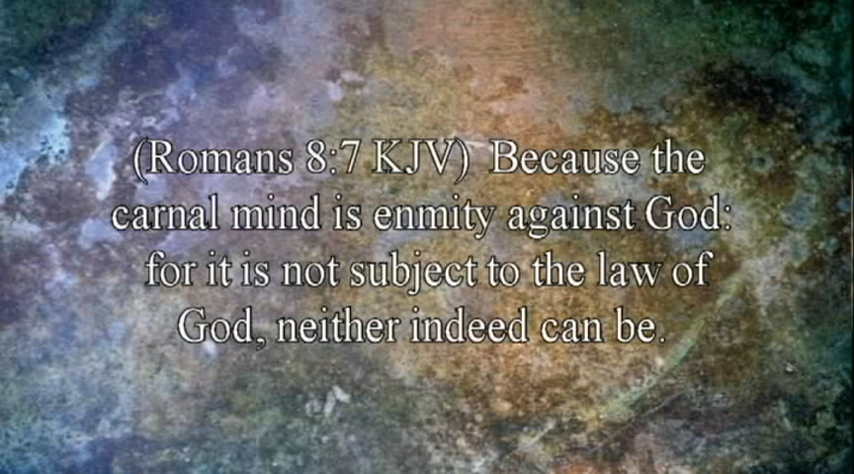 (Romans 8:7 KJV) Because the
carnal mind is enmity against God:
for it is not subject to the law of
God, neither indeed can be.